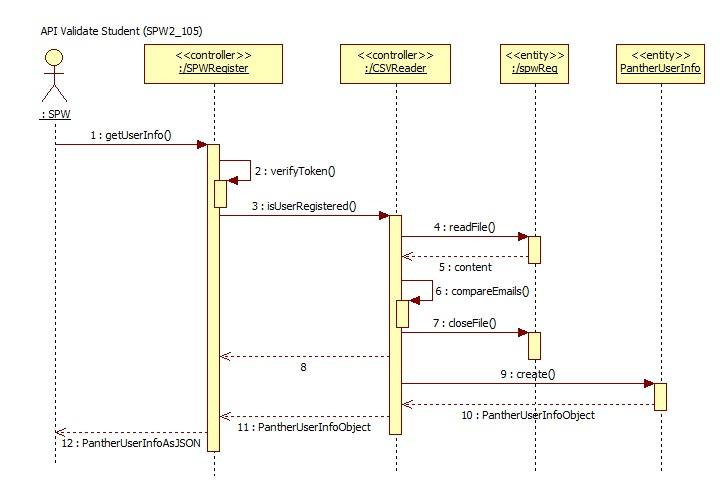 API Validate Student (SPW2_105)
<<controller>>
:/SPWRegister
<<controller>>
:/CSVReader
<<entity>>
:/spwReg
<<entity>>
PantherUserInfo
: SPW
1 : getUserInfo()
2 : verifyToken()
3 : isUserRegistered()
4 : readFile()
5 : content
6 : compareEmails()
7 : closeFile()
8
9 : create()
10 : PantherUserInfoObject
11 : PantherUserInfoObject
12 : PantherUserInfoAsJSON